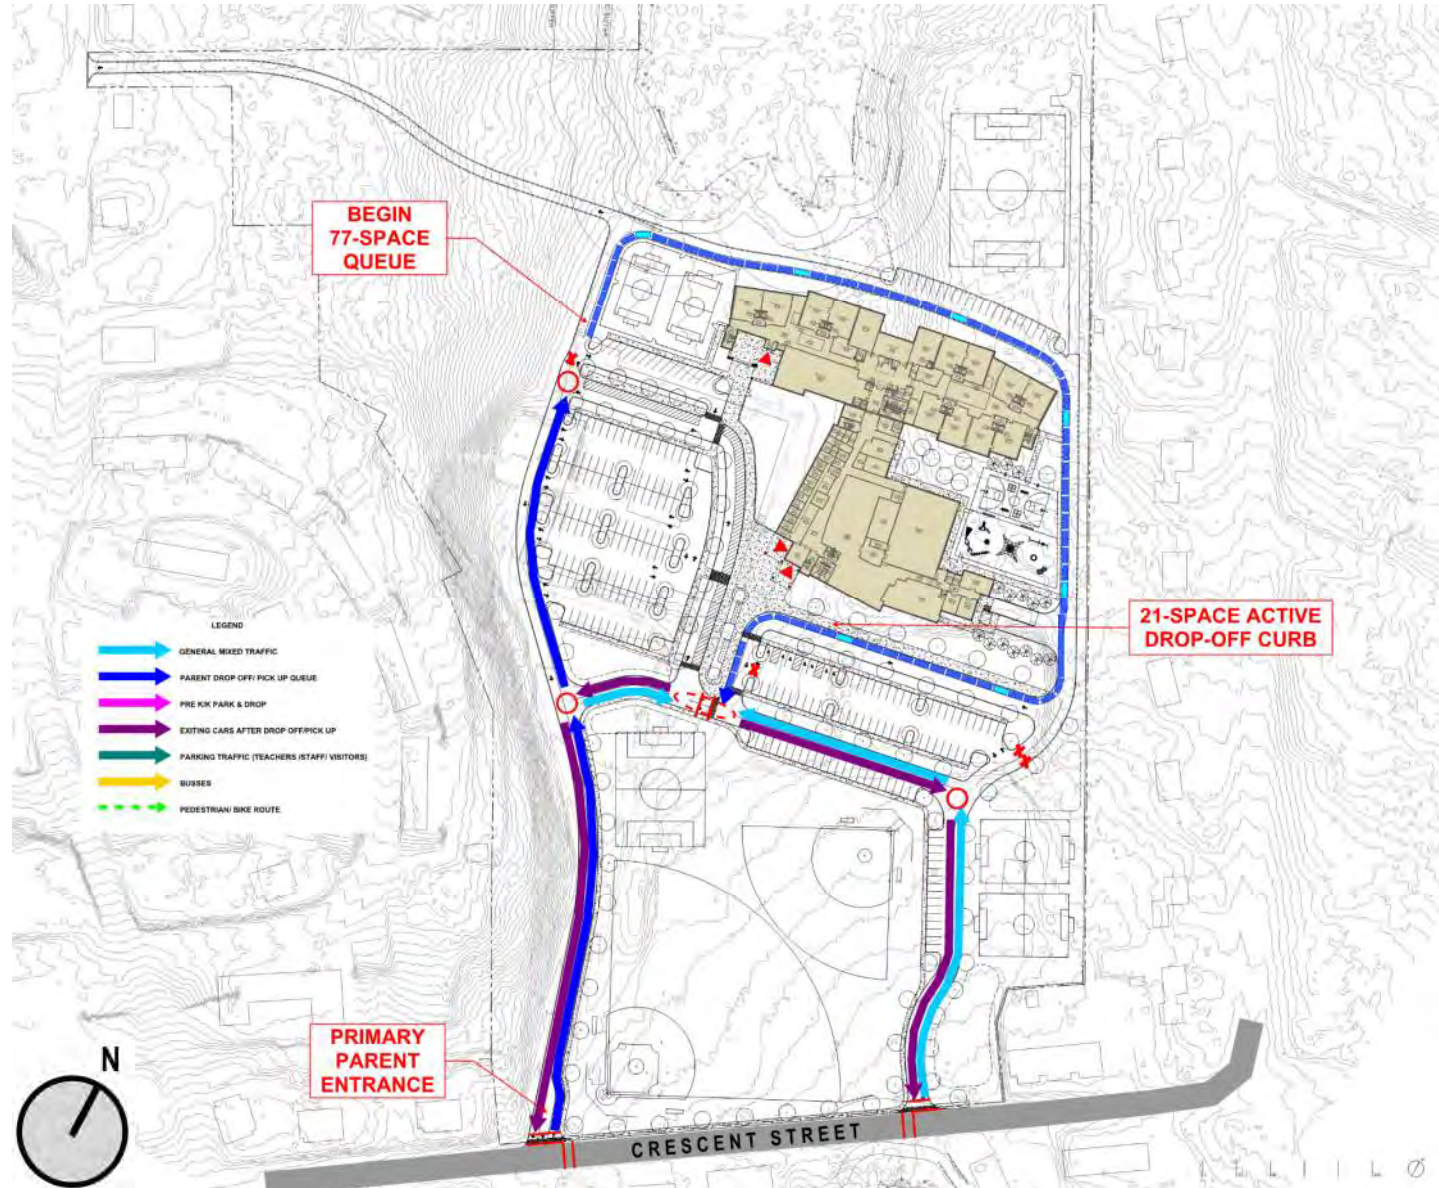 BEGIN
77-SPACE
QUEUE
21-SPACE ACTIVE
DROP-OFF CURB
LEGEND
GENERAL MIXED TRAFFIC
PARENT DROP OFF/ PICK UP QUEUE
PRE K/K PARK & DROP
EXITING CARS AFTER DROP OFF/PICK UP
PARKING TRAFFIC (TEACHERS /STAFF/ VISITORS)
BUSSES
PEDESTRIAN/ BIKE ROUTE
PRIMARY
PARENT
ENTRANCE
N
CRESCENT STREET